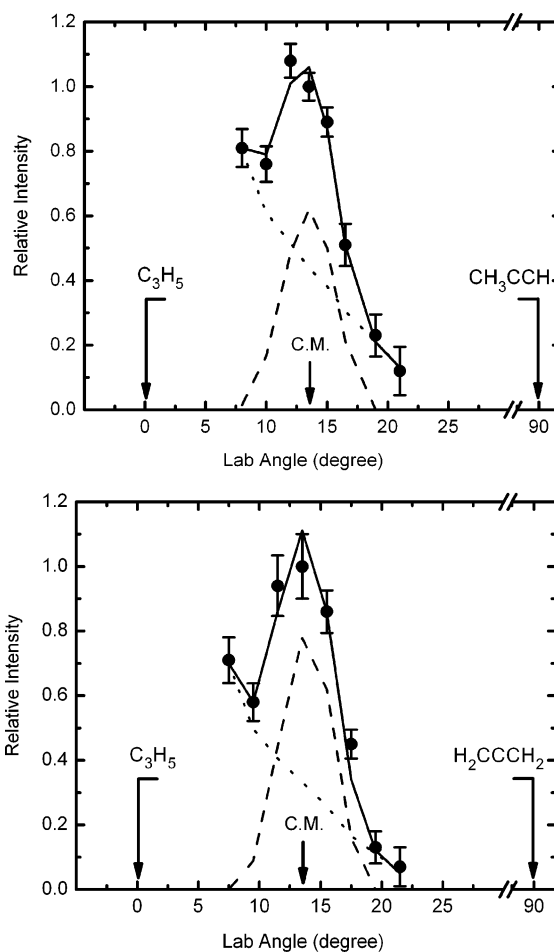 1.2
1.0
0.8
0.6
0.4
0.2
0.0
Relative Intensity
C3H5
CH3CCH
C.M.
0 5 10 15 20 25 90
Lab Angle (degree)
1.2
1.0
0.8
0.6
0.4
0.2
0.0
Relative Intensity
C3H5
H2CCCH2
C.M.
0 5 10 15 20 25 90
Lab Angle (degree)